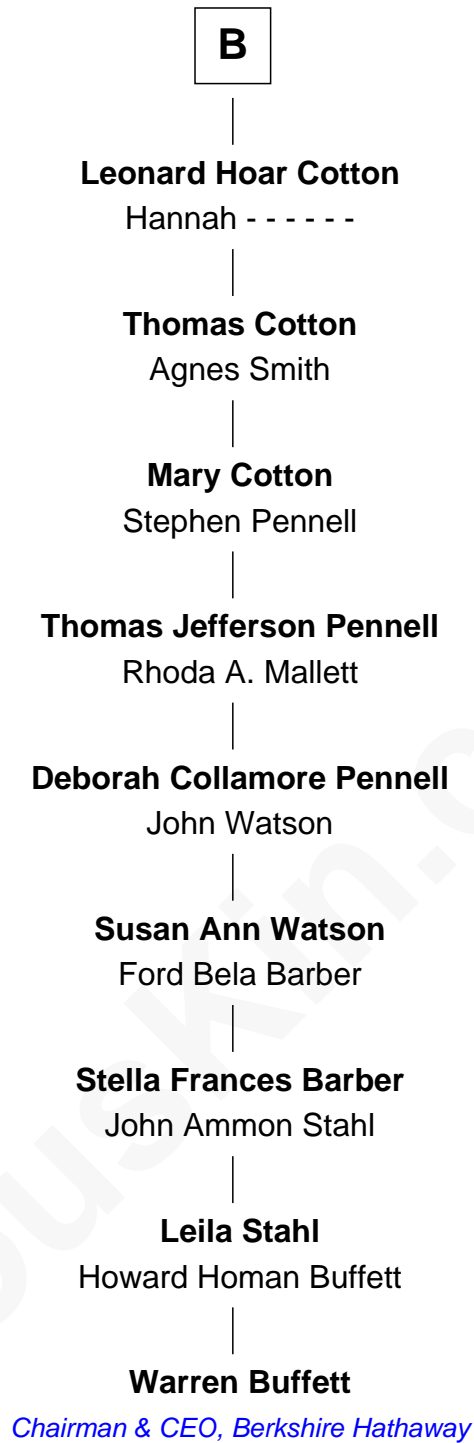 B
Leonard Hoar Cotton
Hannah - - - - - -
Thomas Cotton
Agnes Smith
Mary Cotton
Stephen Pennell
Thomas Jefferson Pennell
Rhoda A. Mallett
Deborah Collamore Pennell
John Watson
Susan Ann Watson
Ford Bela Barber
Stella Frances Barber
John Ammon Stahl
Leila Stahl
Howard Homan Buffett
Warren Buffett
Chairman & CEO, Berkshire Hathaway